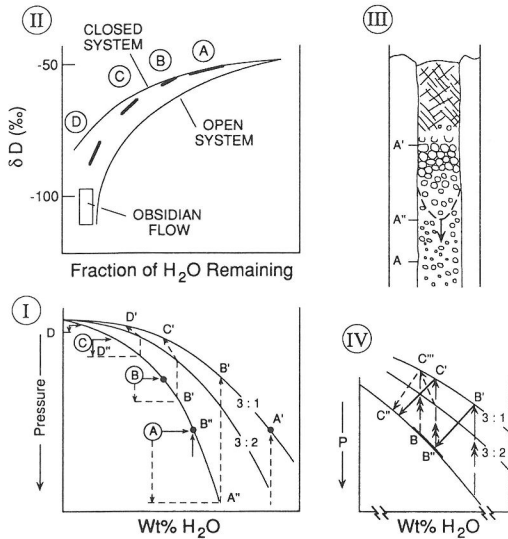 II
CLOSED
SYSTEM
A
B
C
D
-50
-100
δ D (‰)
OPEN
SYSTEM
OBSIDIAN
FLOW
Fraction of H₂O Remaining
III
A'
A"
A
I
D
C
D'
C'
D"
B
B'
B"
3 : 1
A'
3 : 2
A
A"
Pressure
Wt% H₂O
IV
C'''
C'
B'
C"
3 : 1
B
B"
3 : 2
P
Wt% H₂O